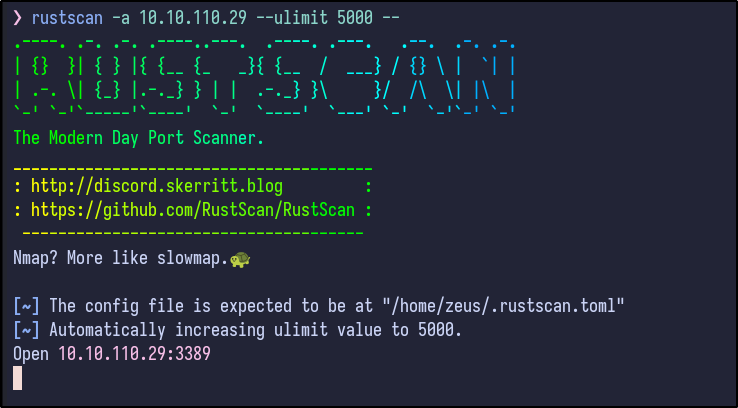 ❯ rustscan -a 10.10.110.29 --ulimit 5000 --
.----. .-. .-. .----..---.  .----. .---.   .--.  .-. .-.
| {}  }| { } |{ {__ {_   _}{ {__  /  ___} / {} \ |  `| |
| .-. \| {_} |.-._} } | |  .-._} }\     }/  /\  \| |\  |
`-' `-'`-----'`----'  `-'  `----'  `---' `-'  `-'`-' `-'
The Modern Day Port Scanner.
________________________________________
: http://discord.skerritt.blog         :
: https://github.com/RustScan/RustScan :
 --------------------------------------
Nmap? More like slowmap.🐢
[~] The config file is expected to be at "/home/zeus/.rustscan.toml"
[~] Automatically increasing ulimit value to 5000.
Open 10.10.110.29:3389